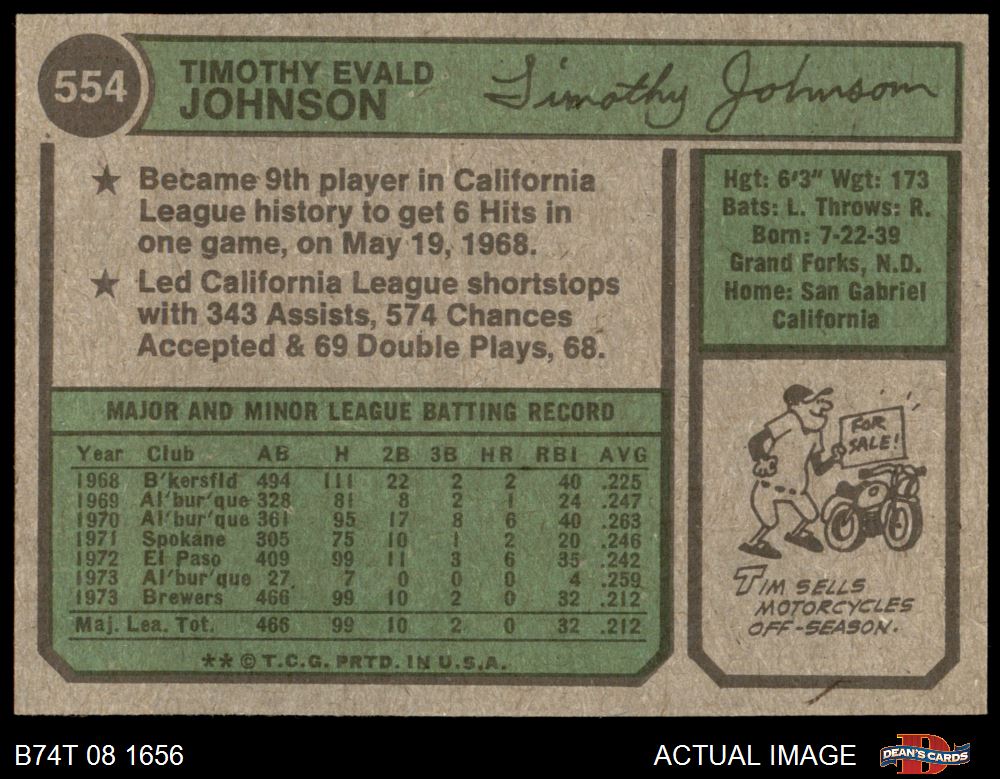 554
TIMOTHY EVALD
JOHNSON
Timothy Johnson
★ Became 9th player in California
League history to get 6 Hits in
one game, on May 19, 1968.
★ Led California League shortstops
with 343 Assists, 574 Chances
Accepted & 69 Double Plays, 68.
Hgt: 6'3" Wgt: 173
Bats: L. Throws: R.
Born: 7-22-39
Grand Forks, N.D.
Home: San Gabriel
California
MAJOR AND MINOR LEAGUE BATTING RECORD
Year Club AB H 2B 3B HR RBI AVG
1968 B'kersfld 494 111 22 2 2 40 .225
1969 Al'bur'que 328 81 8 2 1 24 .247
1970 Al'bur'que 361 95 17 8 6 40 .263
1971 Spokane 305 75 10 1 2 20 .246
1972 El Paso 409 99 11 3 6 35 .242
1973 Al'bur'que 27 7 0 0 0 4 .259
1973 Brewers 466 99 10 2 0 32 .212
Maj. Lea. Tot. 466 99 10 2 0 32 .212
** © T.C.G. PRTD. IN U.S.A.
FOR
SALE!
TIM SELLS
MOTORCYCLES
OFF-SEASON.
B74T 08 1656
ACTUAL IMAGE
DEAN'S CARDS